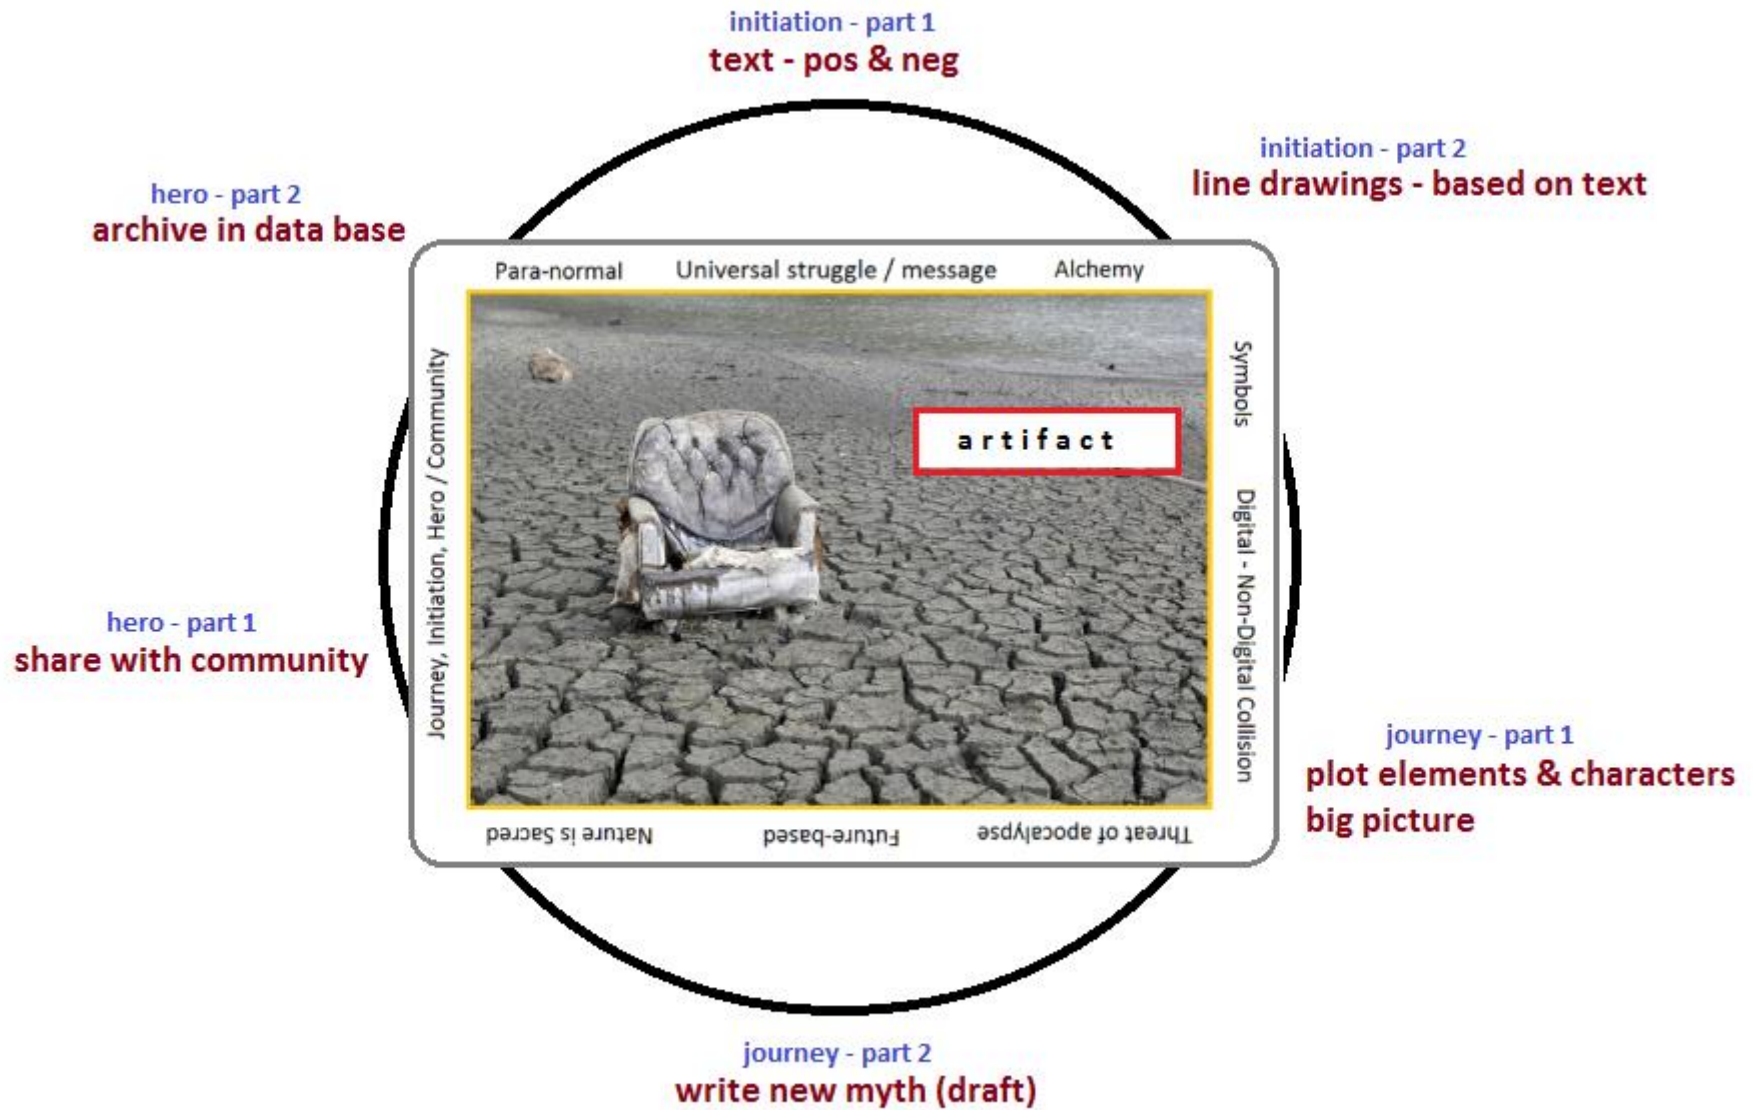 initiation - part 1
text - pos & neg
initiation - part 2
line drawings - based on text
hero - part 2
archive in data base
Para-normal
Universal struggle / message
Alchemy
Symbols
Digital - Non-Digital Collision
a r t i f a c t
Journey, Initiation, Hero / Community
hero - part 1
share with community
journey - part 1
plot elements & characters
big picture
Threat of apocalypse
Future-based
Nature is Sacred
journey - part 2
write new myth (draft)